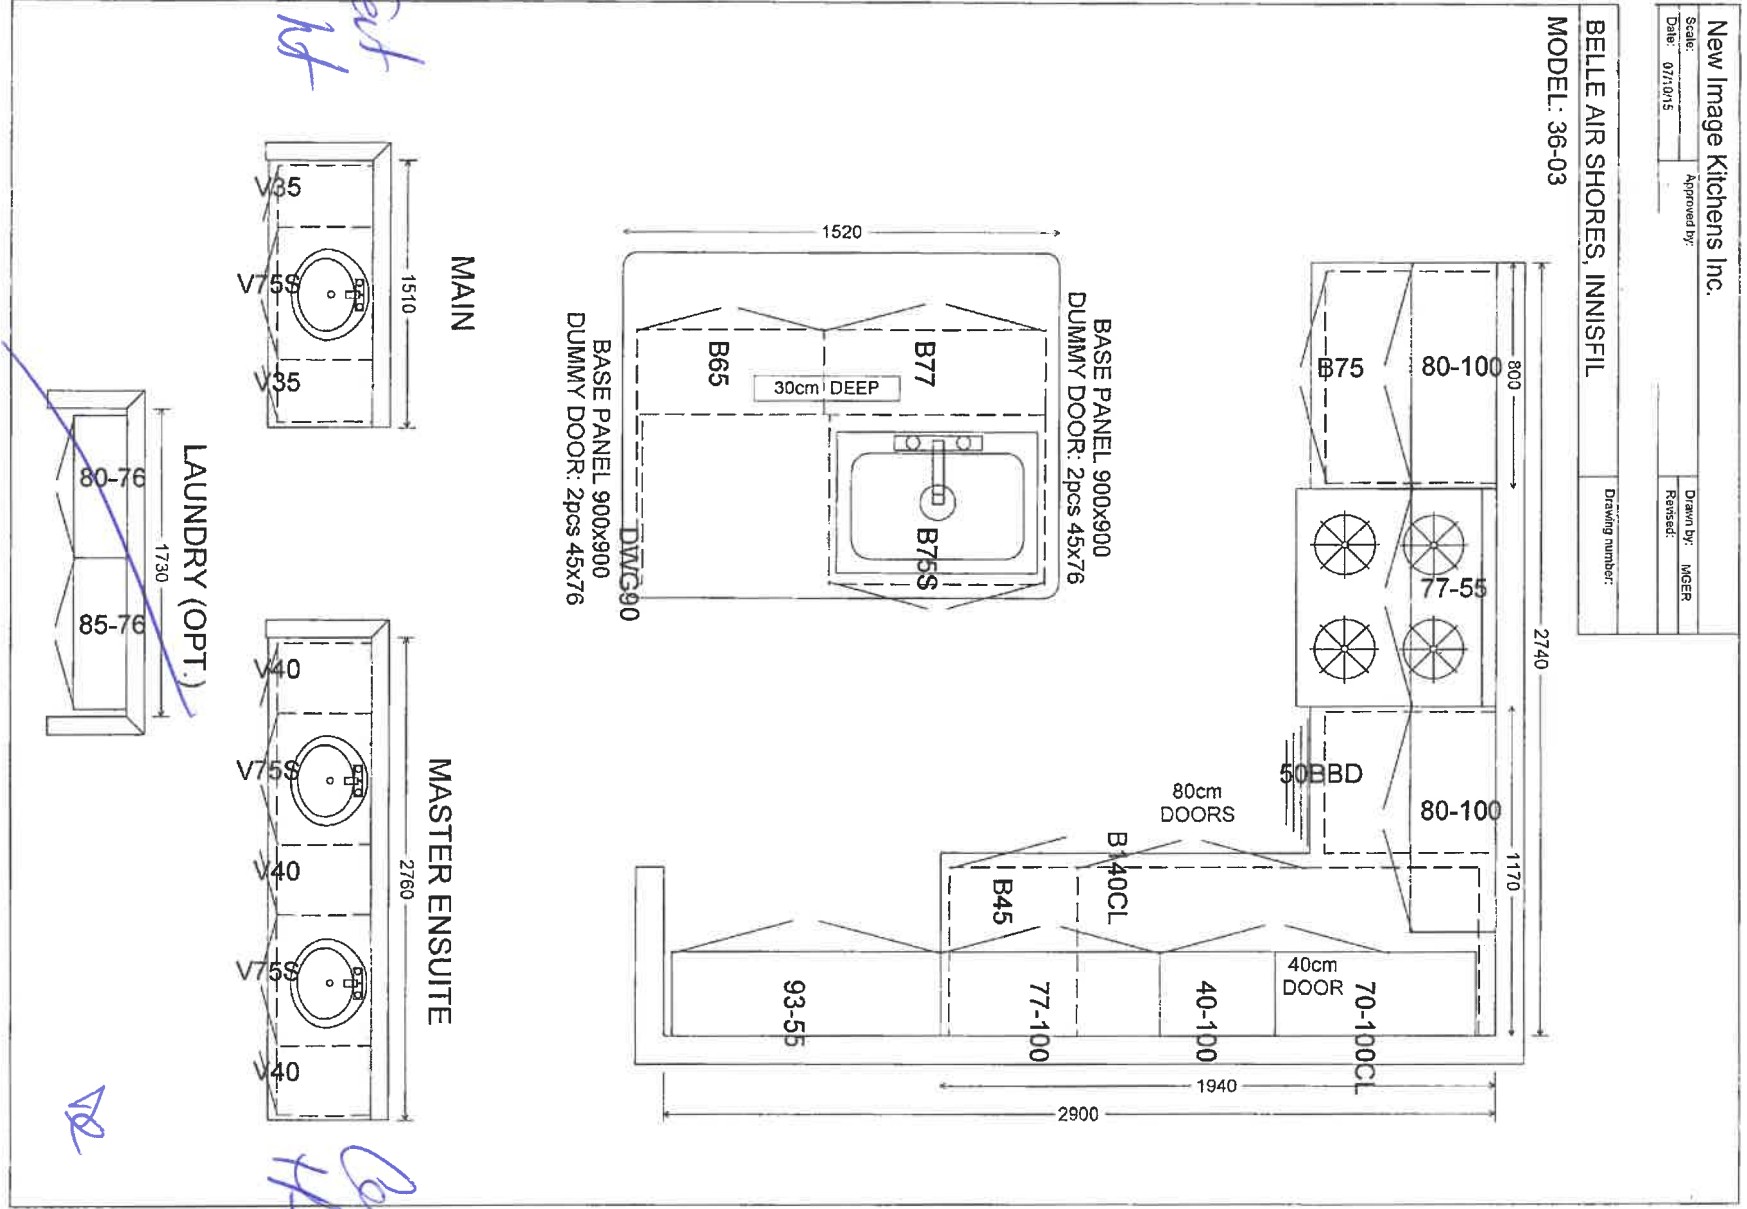 New Image Kitchens Inc.
Scale:
Date: 07/10/15
Approved by:
Drawn by: MGER
Revised:
BELLE AIR SHORES, INNISFIL
Drawing number:
MODEL: 36-03
2740
800
1170
80-100
77-55
80-100
B75
50BBD
80cm
DOORS
B45
B140CL
40cm
DOOR
93-55
77-100
40-100
70-100CL
1940
2900
1520
BASE PANEL 900x900
DUMMY DOOR: 2pcs 45x76
B77
B65
30cm DEEP
B75S
DWG90
BASE PANEL 900x900
DUMMY DOOR: 2pcs 45x76
MAIN
1510
V35
V75S
V35
MASTER ENSUITE
2760
V40
V75S
V40
V75S
V40
LAUNDRY (OPT.)
1730
80-76
85-76